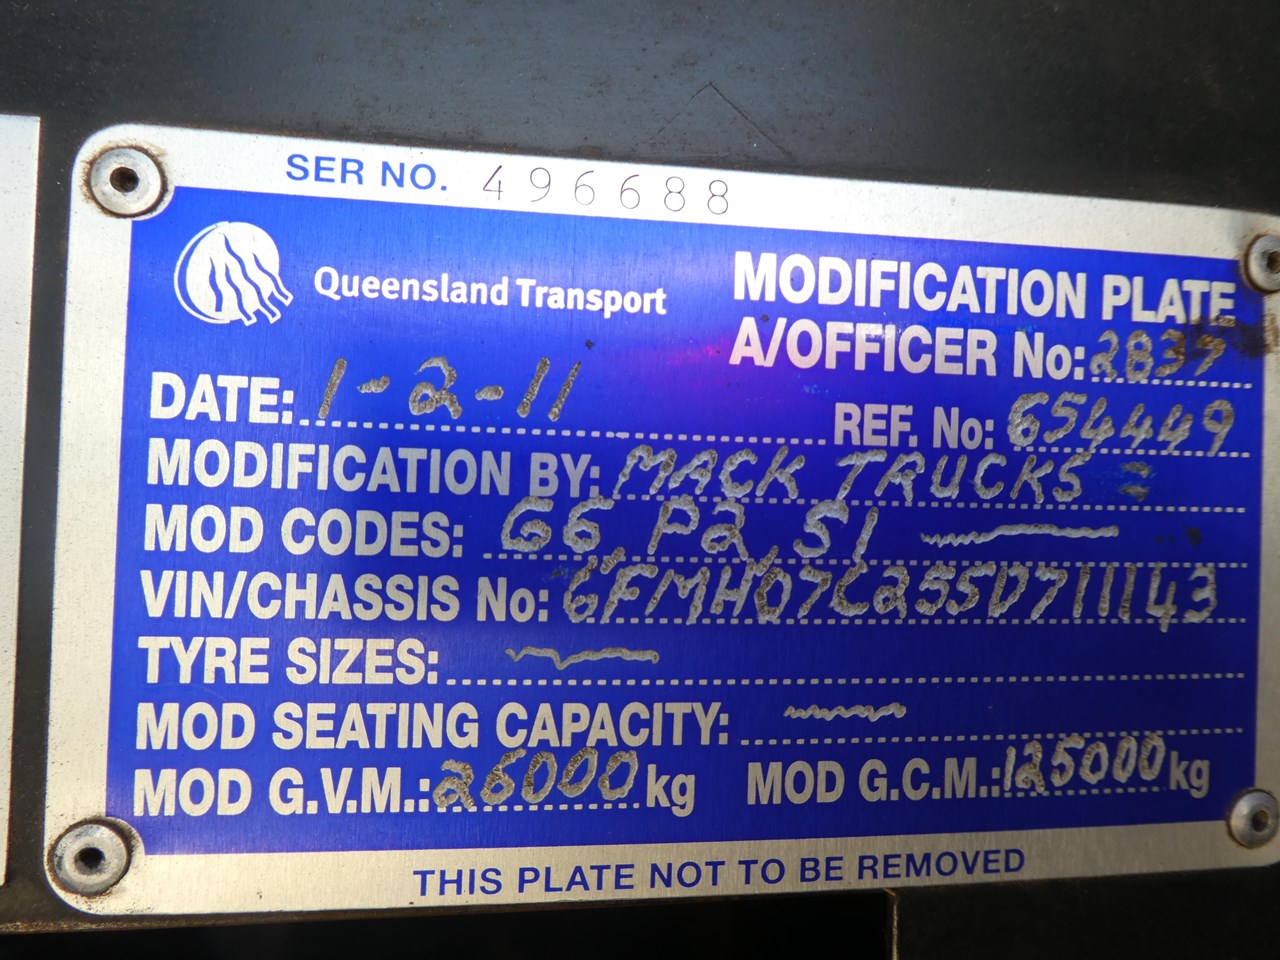 SER NO. 496688
Queensland Transport
MODIFICATION PLATE
A/OFFICER No: 2837
DATE: 1-2-11
REF. No: 654449
MODIFICATION BY: MACK TRUCKS
MOD CODES: G6, P2, S1
VIN/CHASSIS No: 6FMH07C255D711143
TYRE SIZES:
MOD SEATING CAPACITY:
MOD G.V.M.: 26000 kg MOD G.C.M.: 125000 kg
THIS PLATE NOT TO BE REMOVED